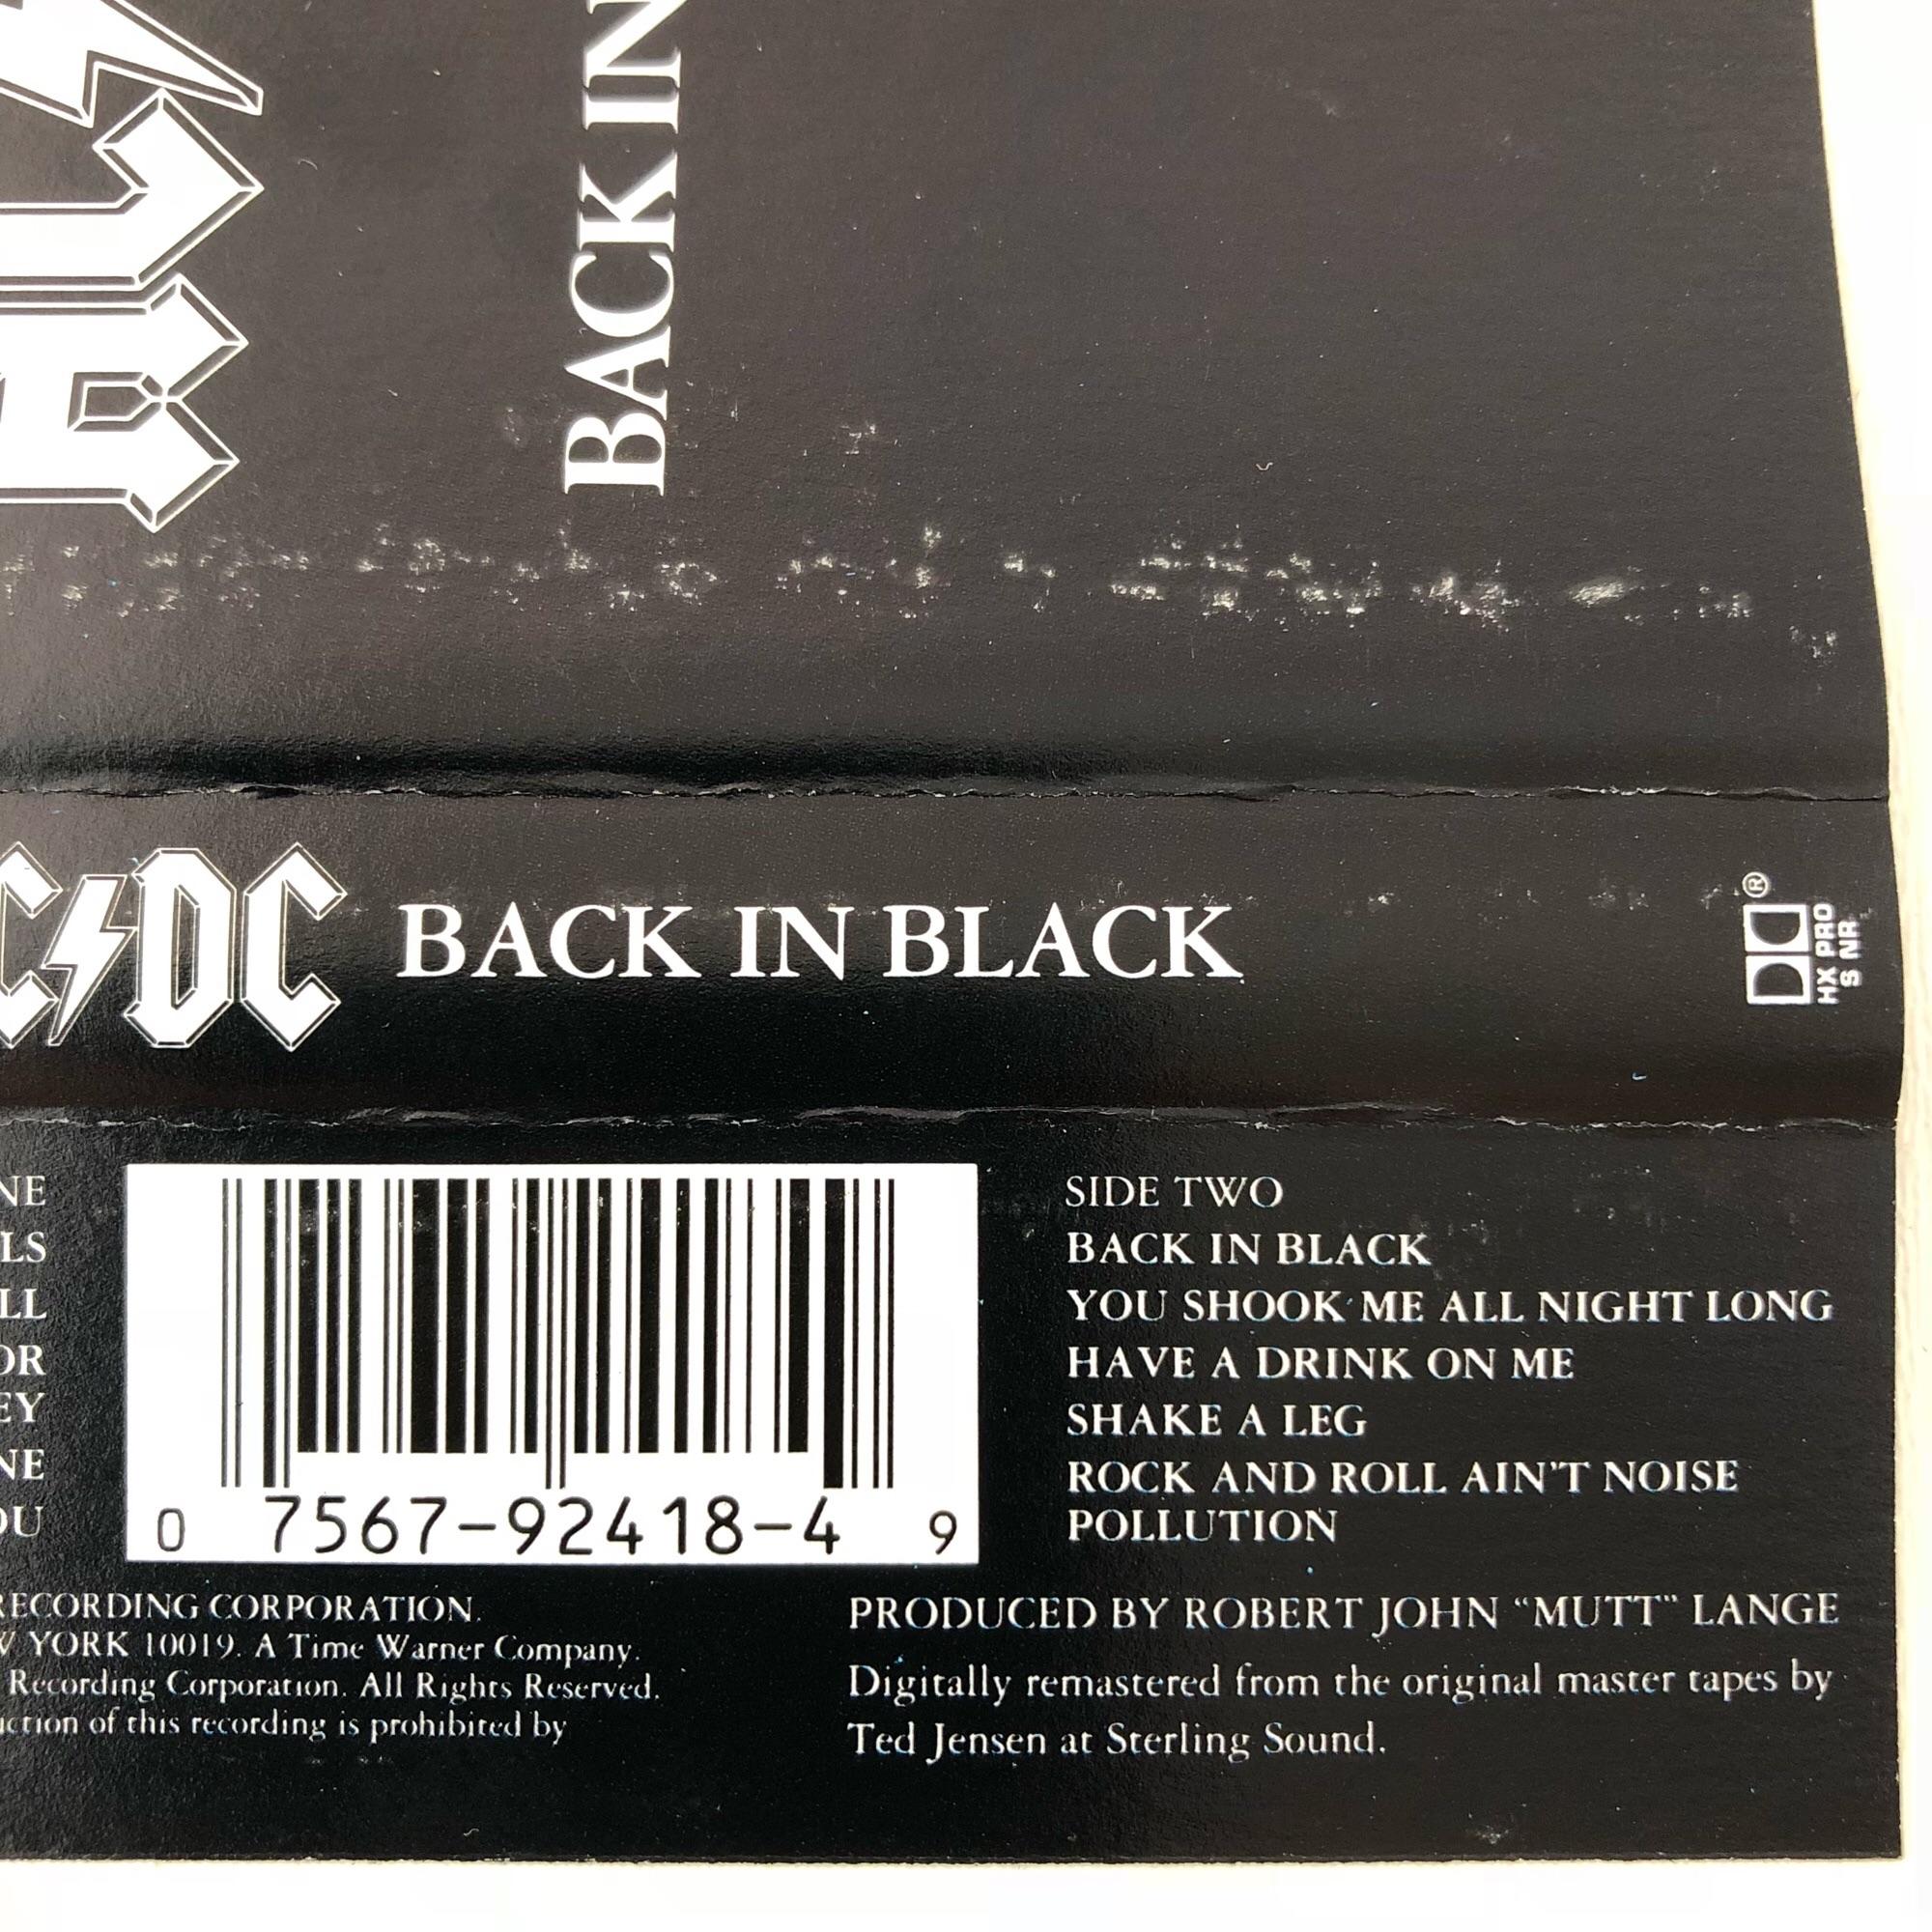 BACK IN
C⚡DC BACK IN BLACK
®
HX PRO
S NR
NE
LS
LL
OR
EY
NE
OU
0 7567-92418-4 9
SIDE TWO
BACK IN BLACK
YOU SHOOK ME ALL NIGHT LONG
HAVE A DRINK ON ME
SHAKE A LEG
ROCK AND ROLL AIN'T NOISE
POLLUTION
RECORDING CORPORATION.
YORK 10019. A Time Warner Company.
Recording Corporation. All Rights Reserved.
uction of this recording is prohibited by
PRODUCED BY ROBERT JOHN “MUTT” LANGE
Digitally remastered from the original master tapes by
Ted Jensen at Sterling Sound.